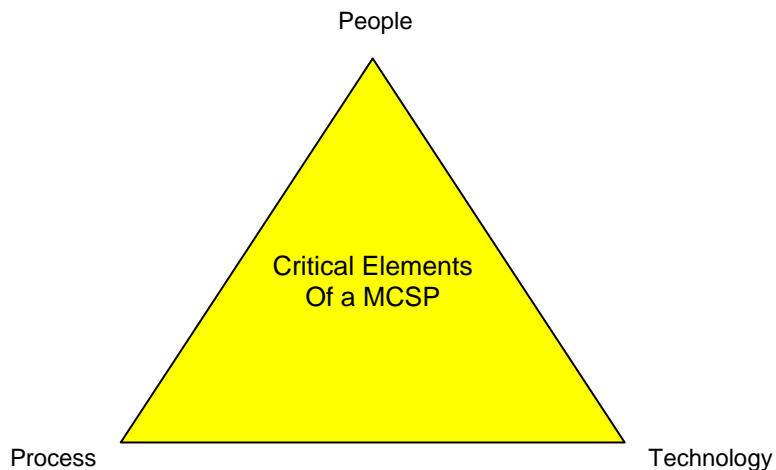 People
Critical Elements
Of a MCSP
Process
Technology